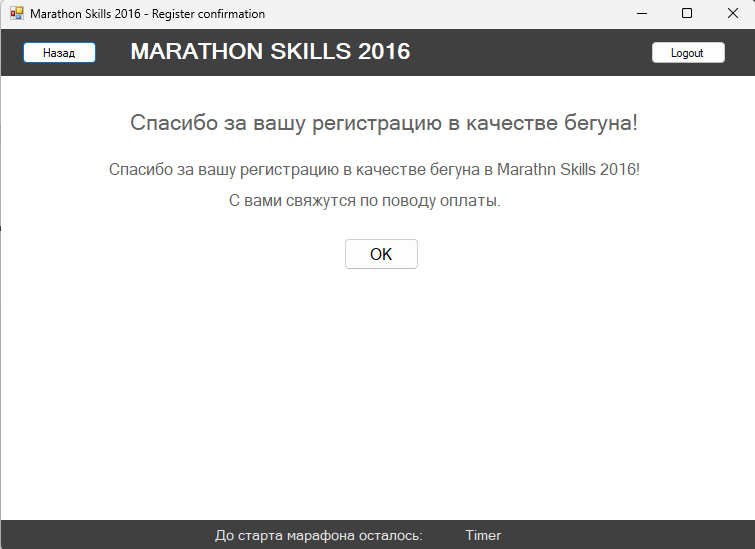 Marathon Skills 2016 - Register confirmation
Назад MARATHON SKILLS 2016 Logout
Спасибо за вашу регистрацию в качестве бегуна!
Спасибо за вашу регистрацию в качестве бегуна в Marathn Skills 2016!
С вами свяжутся по поводу оплаты.
OK
До старта марафона осталось: Timer